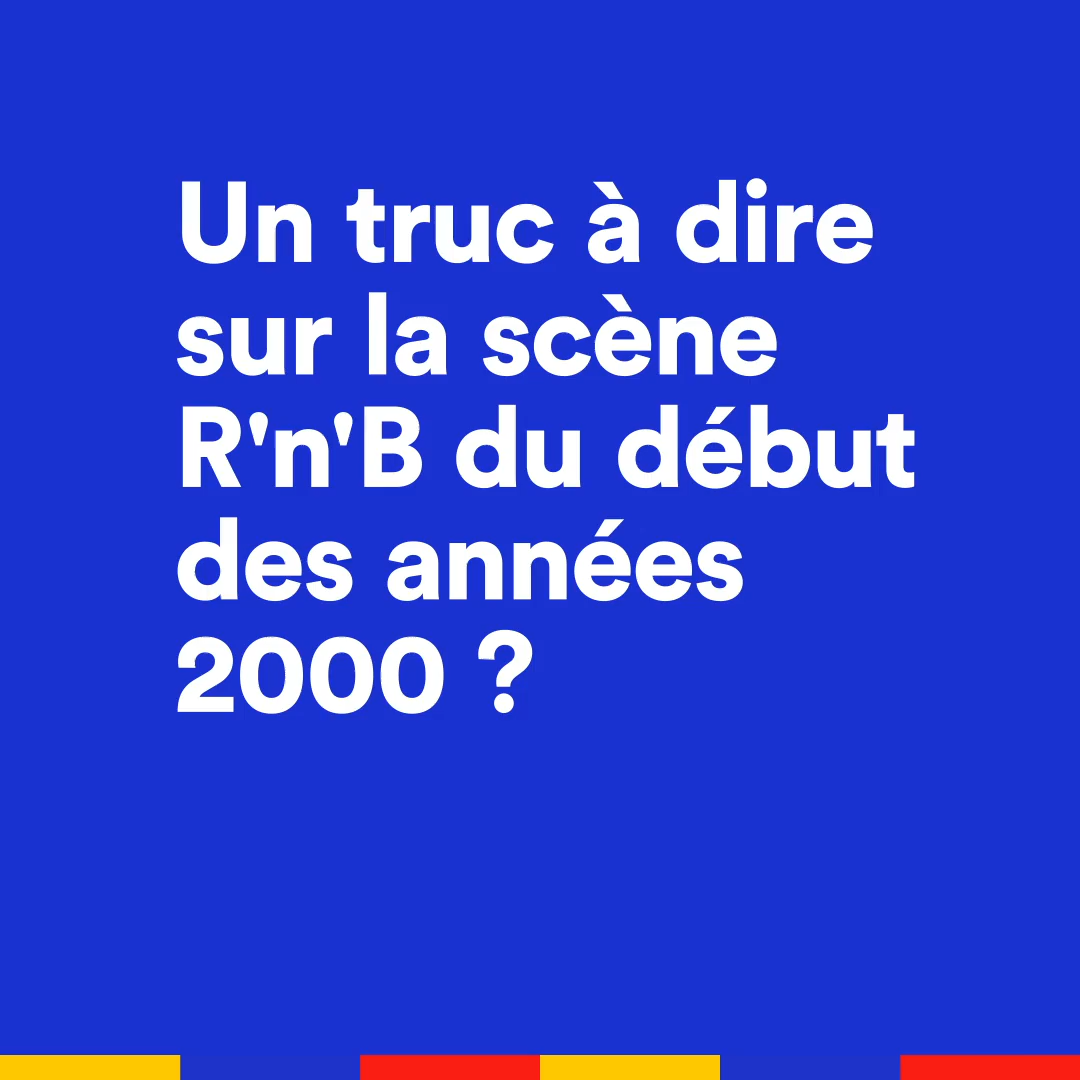 Un truc à dire
sur la scène
R'n'B du début
des années
2000 ?